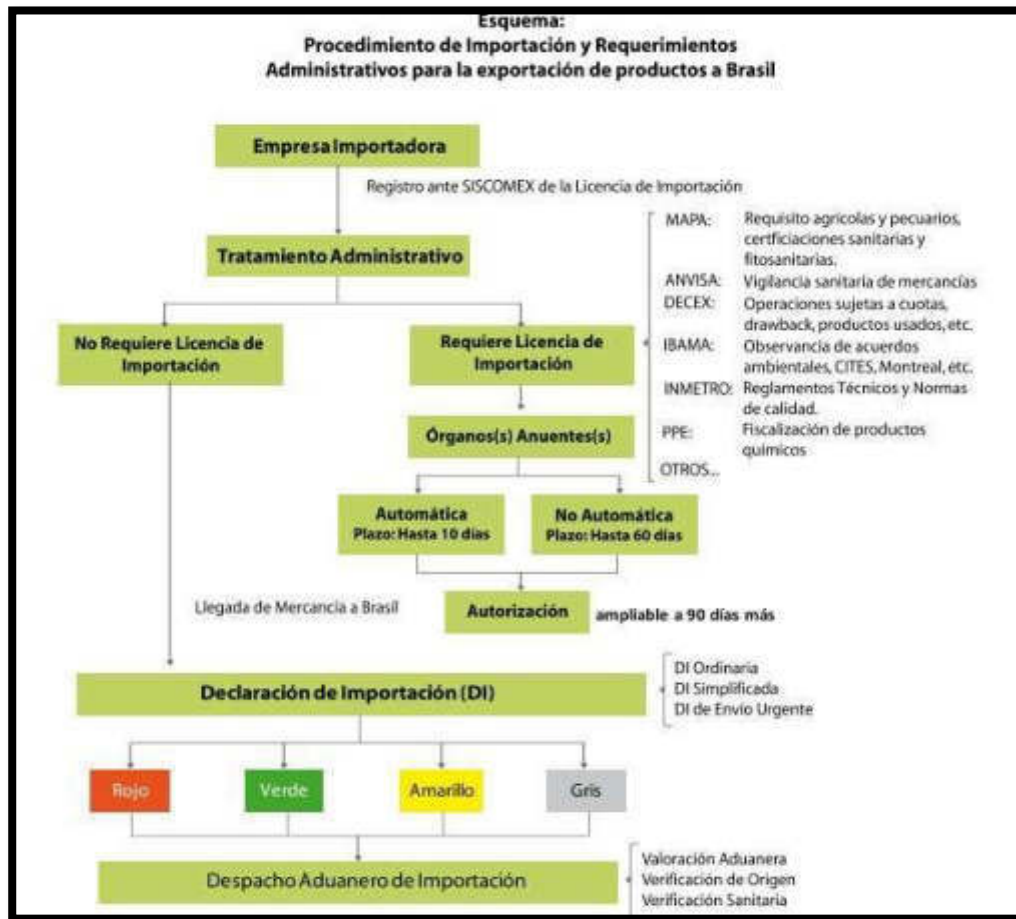 Esquema:
Procedimiento de Importación y Requerimientos
Administrativos para la exportación de productos a Brasil
Empresa Importadora
Registro ante SISCOMEX de la Licencia de Importación
Tratamiento Administrativo
MAPA: Requisito agrícolas y pecuarios,
certficiaciones sanitarias y
fitosanitarias.
ANVISA: Vigilancia sanitaria de mercancías
DECEX: Operaciones sujetas a cuotas,
drawback, productos usados, etc.
IBAMA: Observancia de acuerdos
ambientales, CITES, Montreal, etc.
INMETRO: Reglamentos Técnicos y Normas
de calidad.
PPE: Fiscalización de productos
químicos
OTROS...
No Requiere Licencia de
Importación
Requiere Licencia de
Importación
Órganos(s) Anuentes(s)
Automática
Plazo: Hasta 10 días
No Automática
Plazo: Hasta 60 días
Autorización
ampliable a 90 días más
Llegada de Mercancia a Brasil
Declaración de Importación (DI)
DI Ordinaria
DI Simplificada
DI de Envío Urgente
Rojo
Verde
Amarillo
Gris
Despacho Aduanero de Importación
Valoración Aduanera
Verificación de Origen
Verificación Sanitaria